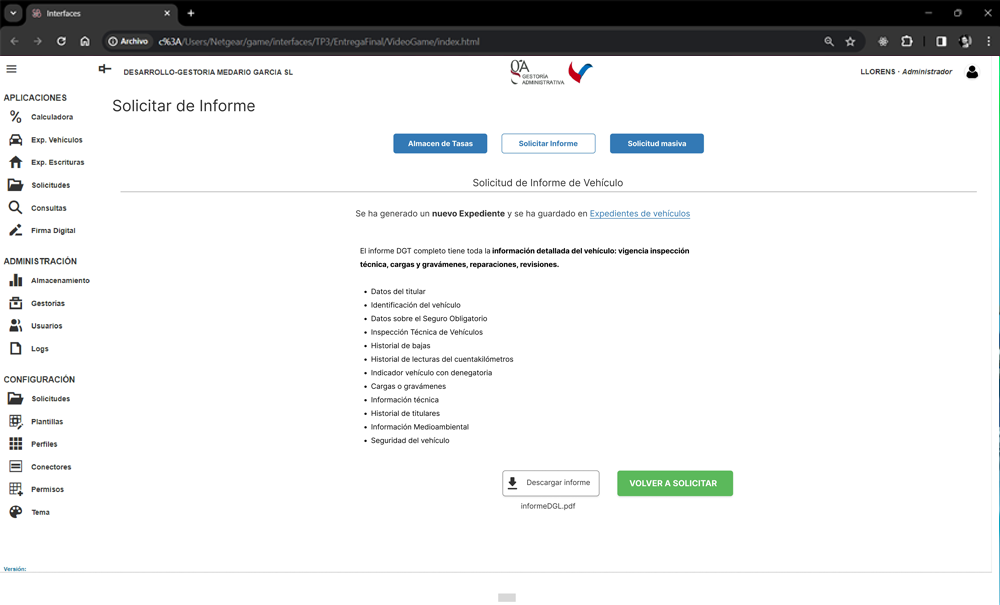 Interfaces
Archivo c%3A/Users/Netgear/game/interfaces/TP3/EntregaFinal/VideoGame/index.html
DESARROLLO-GESTORIA MEDARIO GARCIA SL
GA
GESTORÍA
ADMINISTRATIVA
LLORENS - Administrador
APLICACIONES
Calculadora
Exp. Vehículos
Exp. Escrituras
Solicitudes
Consultas
Firma Digital
ADMINISTRACIÓN
Almacenamiento
Gestorias
Usuarios
Logs
CONFIGURACIÓN
Solicitudes
Plantillas
Perfiles
Conectores
Permisos
Tema
Versión:
Solicitar de Informe
Almacen de Tasas
Solicitar Informe
Solicitud masiva
Solicitud de Informe de Vehículo
Se ha generado un nuevo Expediente y se ha guardado en Expedientes de vehículos
El informe DGT completo tiene toda la información detallada del vehículo: vigencia inspección
técnica, cargas y gravámenes, reparaciones, revisiones.
• Datos del titular
• Identificación del vehículo
• Datos sobre el Seguro Obligatorio
• Inspección Técnica de Vehículos
• Historial de bajas
• Historial de lecturas del cuentakilómetros
• Indicador vehículo con denegatoria
• Cargas o gravámenes
• Información técnica
• Historial de titulares
• Información Medioambiental
• Seguridad del vehículo
Descargar informe
VOLVER A SOLICITAR
informeDGL.pdf